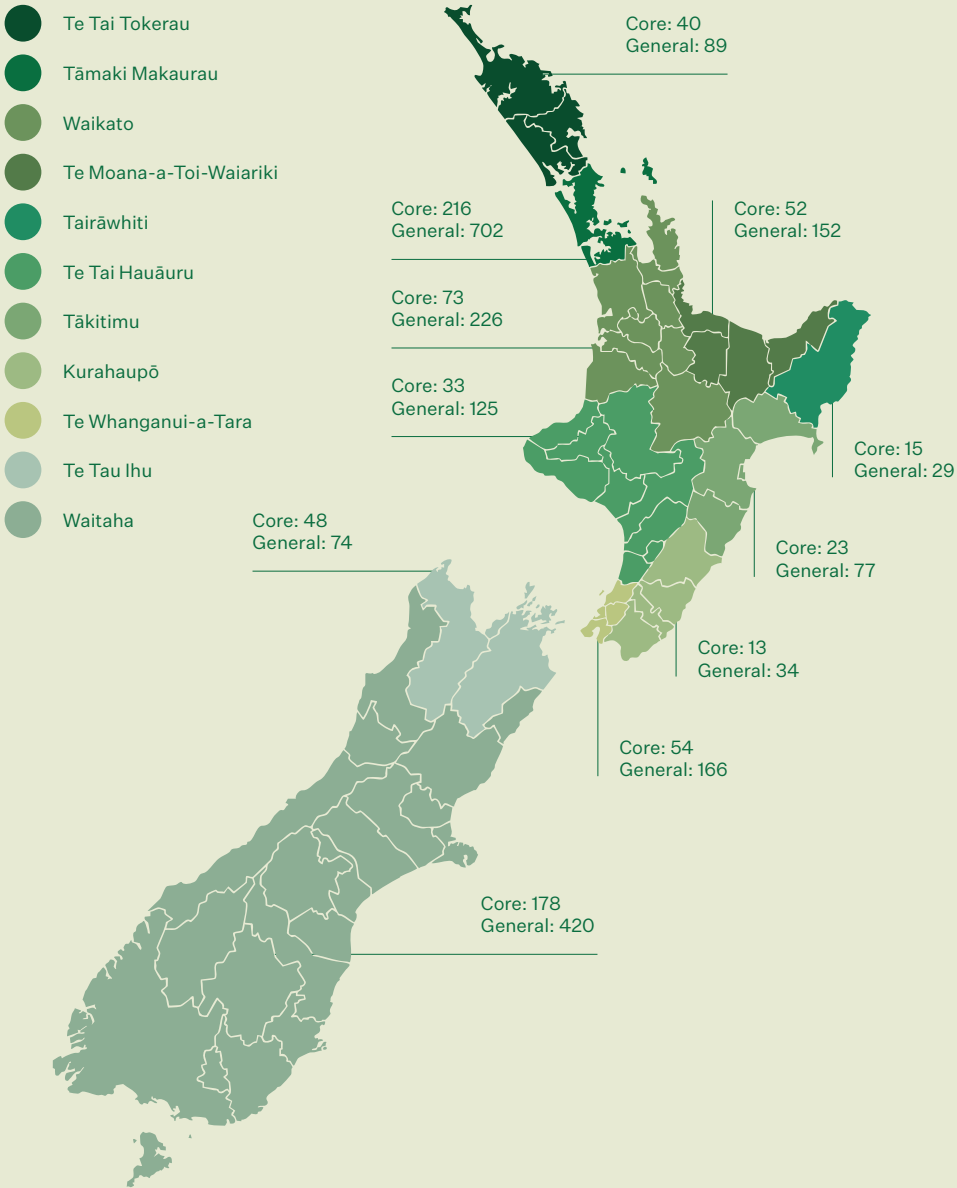 Te Tai Tokerau
Tāmaki Makaurau
Waikato
Te Moana-a-Toi-Waiariki
Tairāwhiti
Te Tai Hauāuru
Tākitimu
Kurahaupō
Te Whanganui-a-Tara
Te Tau Ihu
Waitaha
Core: 40
General: 89
Core: 216
General: 702
Core: 52
General: 152
Core: 73
General: 226
Core: 33
General: 125
Core: 15
General: 29
Core: 48
General: 74
Core: 23
General: 77
Core: 13
General: 34
Core: 54
General: 166
Core: 178
General: 420